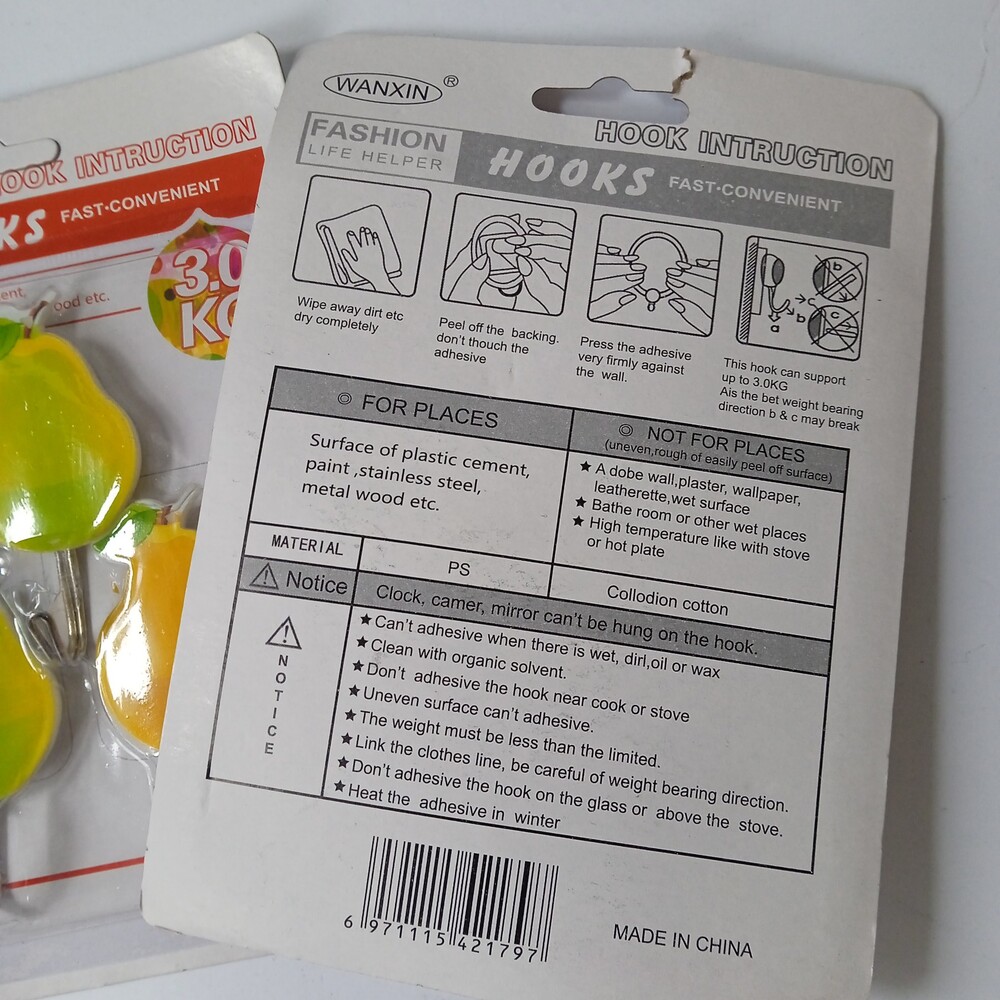 WANXIN ®
HOOK INTRUCTION
FASHION
LIFE HELPER
HOOKS
FAST·CONVENIENT
Wipe away dirt etc
dry completely
Peel off the backing.
don't thouch the
adhesive
Press the adhesive
very firmly against
the wall.
a
b
c
b
c
This hook can support
up to 3.0KG
Ais the bet weight bearing
direction b & c may break
◎ FOR PLACES
Surface of plastic cement,
paint ,stainless steel,
metal wood etc.
◎ NOT FOR PLACES
(uneven,rough of easily peel off surface)
★ A dobe wall,plaster, wallpaper,
leatherette,wet surface
★ Bathe room or other wet places
★ High temperature like with stove
or hot plate
MATERIAL
PS
Collodion cotton
Notice
Clock, camer, mirror can't be hung on the hook.
NOTICE
★ Can't adhesive when there is wet, dirl,oil or wax
★ Clean with organic solvent.
★ Don't adhesive the hook near cook or stove
★ Uneven surface can't adhesive.
★ The weight must be less than the limited.
★ Link the clothes line, be careful of weight bearing direction.
★ Don't adhesive the hook on the glass or above the stove.
★ Heat the adhesive in winter
6 971115 421797
MADE IN CHINA
OOK INTRUCTION
KS FAST·CONVENIENT
3.0
KG
ent,
ood etc.